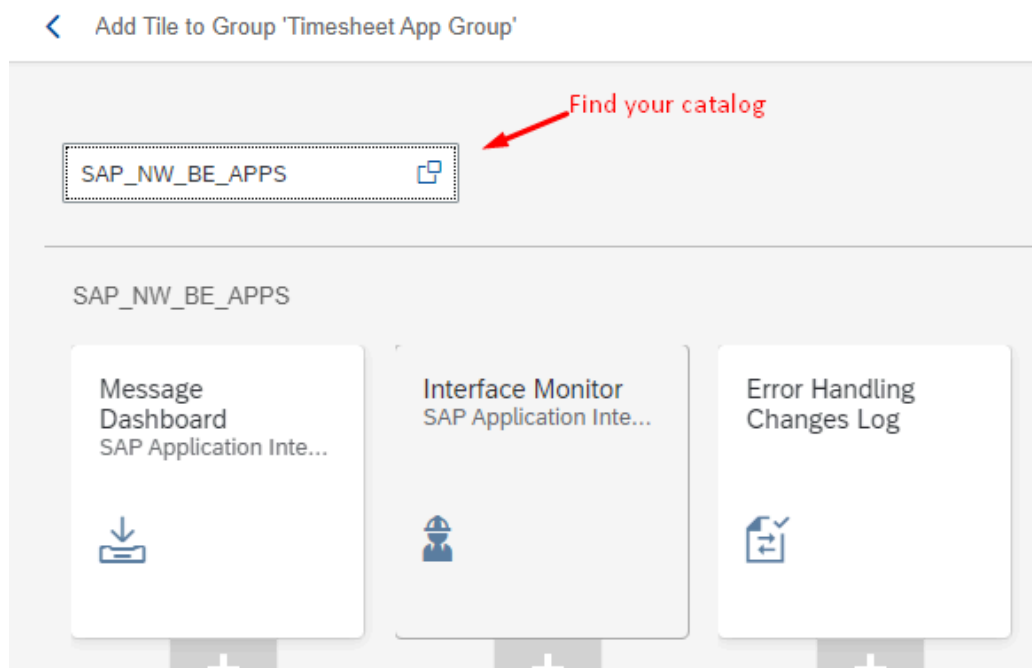 Add Tile to Group 'Timesheet App Group'
Find your catalog
SAP_NW_BE_APPS
SAP_NW_BE_APPS
Message
Dashboard
SAP Application Inte...
Interface Monitor
SAP Application Inte...
Error Handling
Changes Log